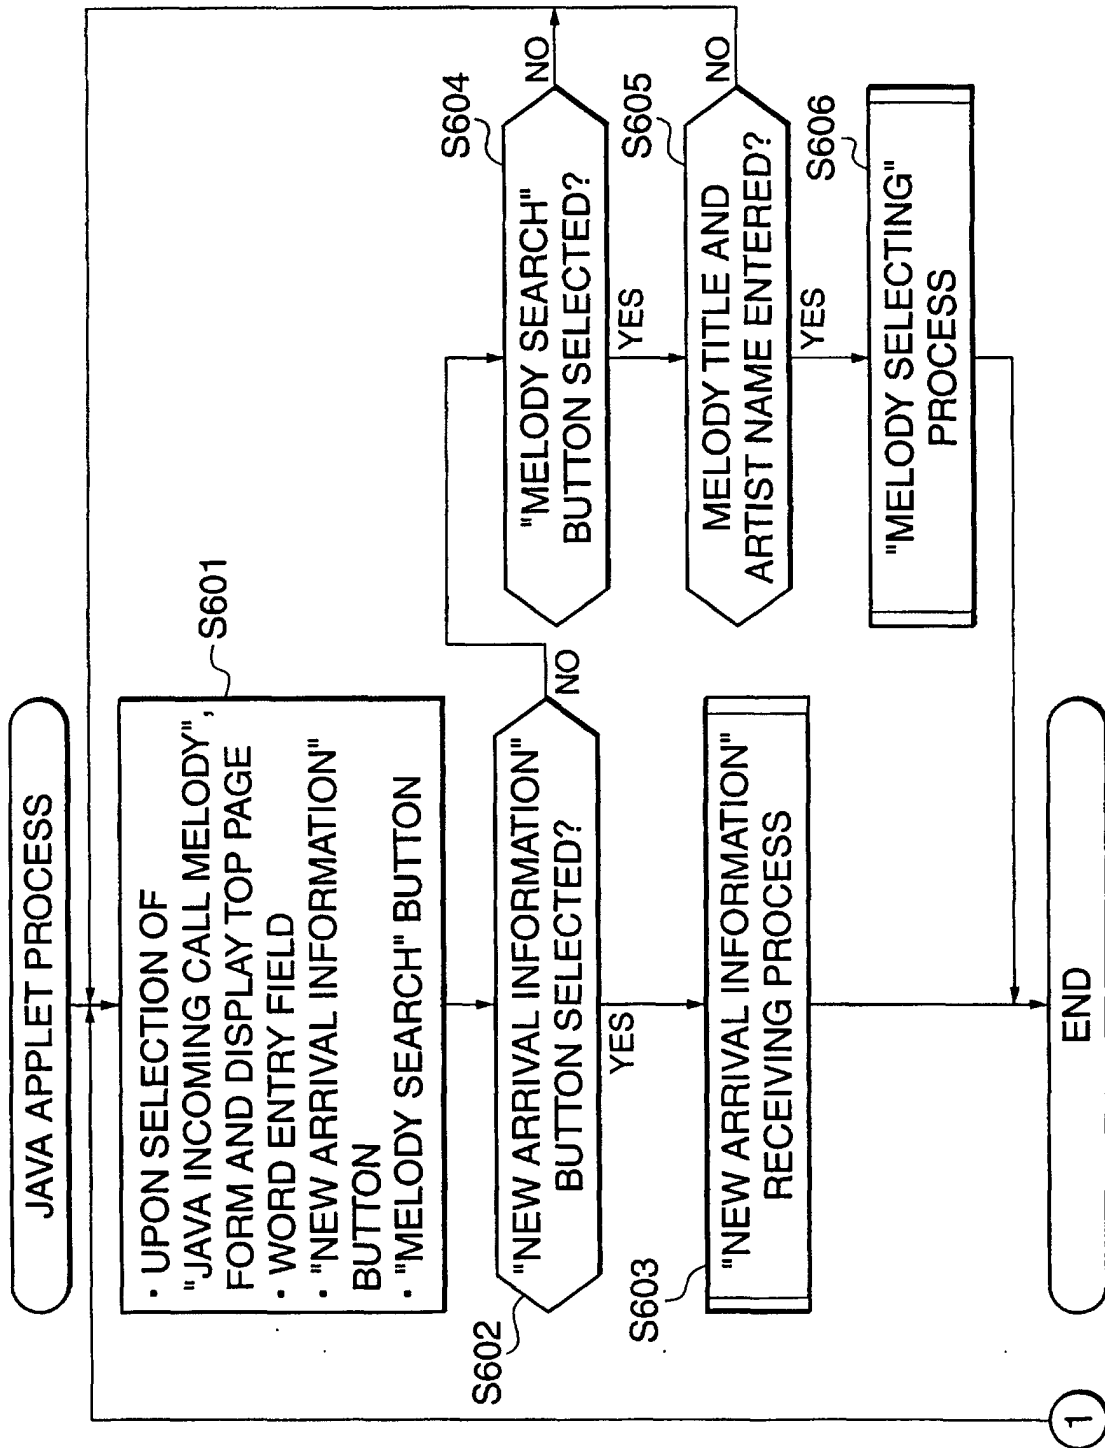 JAVA APPLET PROCESS
S601
· UPON SELECTION OF
"JAVA INCOMING CALL MELODY",
FORM AND DISPLAY TOP PAGE
· WORD ENTRY FIELD
· "NEW ARRIVAL INFORMATION"
BUTTON
· "MELODY SEARCH" BUTTON
S602
"NEW ARRIVAL INFORMATION"
BUTTON SELECTED?
NO
YES
S603
"NEW ARRIVAL INFORMATION"
RECEIVING PROCESS
S604
"MELODY SEARCH"
BUTTON SELECTED?
NO
YES
S605
MELODY TITLE AND
ARTIST NAME ENTERED?
NO
YES
S606
"MELODY SELECTING"
PROCESS
END
1